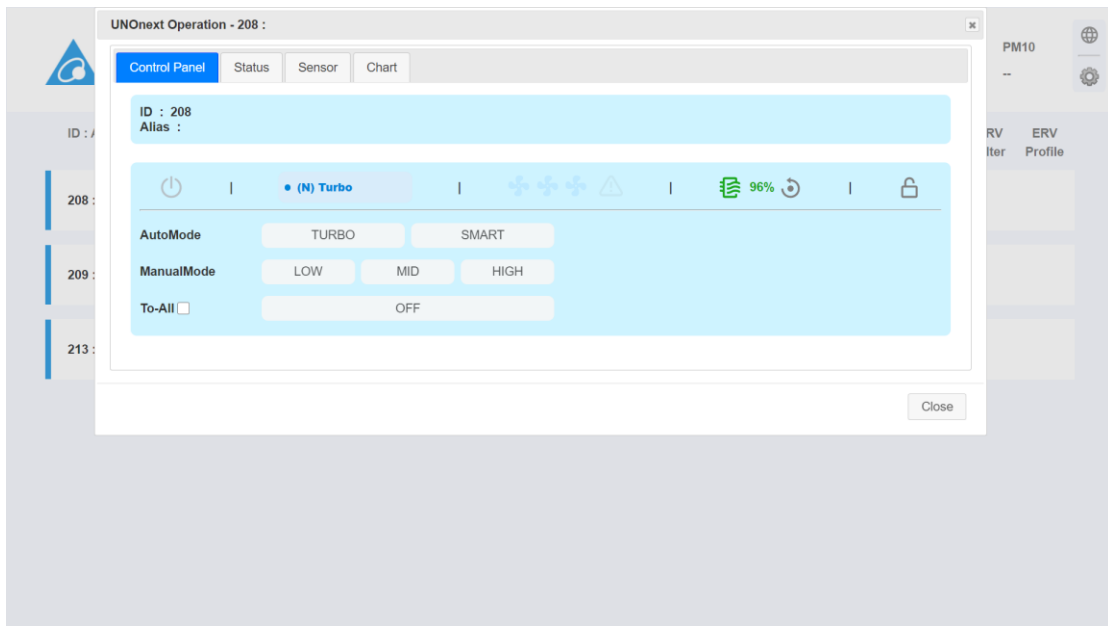 UNOnext Operation - 208 :
PM10
--
Control Panel
Status
Sensor
Chart
ID : 208
Alias :
ID :
RV
lter
ERV
Profile
| • (N) Turbo | | 96% |
208 :
AutoMode
TURBO
SMART
ManualMode
LOW
MID
HIGH
209 :
To-All
OFF
213 :
Close